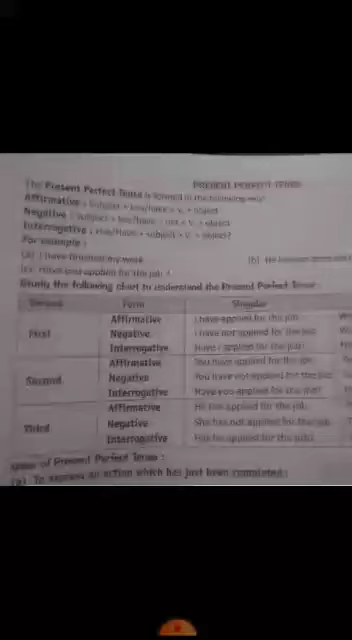 PRESENT PERFECT TENSE
The Present Perfect Tense is formed in the following way:
Affirmative : Subject + has/have + V₃ + object
Negative : Subject + has/have + not + V₃ + object
Interrogative : Has/Have + subject + V₃ + object?
For example :
(a) I have finished my work. (b) He
(c) Have you applied for the job ?
Study the following chart to understand the Present Perfect Tense :
Person Form Singular
Affirmative I have applied for the job.
First Negative I have not applied for the job.
Interrogative Have I applied for the job?
Affirmative You have applied for the job.
Second Negative You have not applied for the job.
Interrogative Have you applied for the job?
Affirmative He has applied for the job.
Third Negative She has not applied for the job.
Interrogative Has he applied for the job?
Uses of Present Perfect Tense :
(a) To express an action which has just been completed :